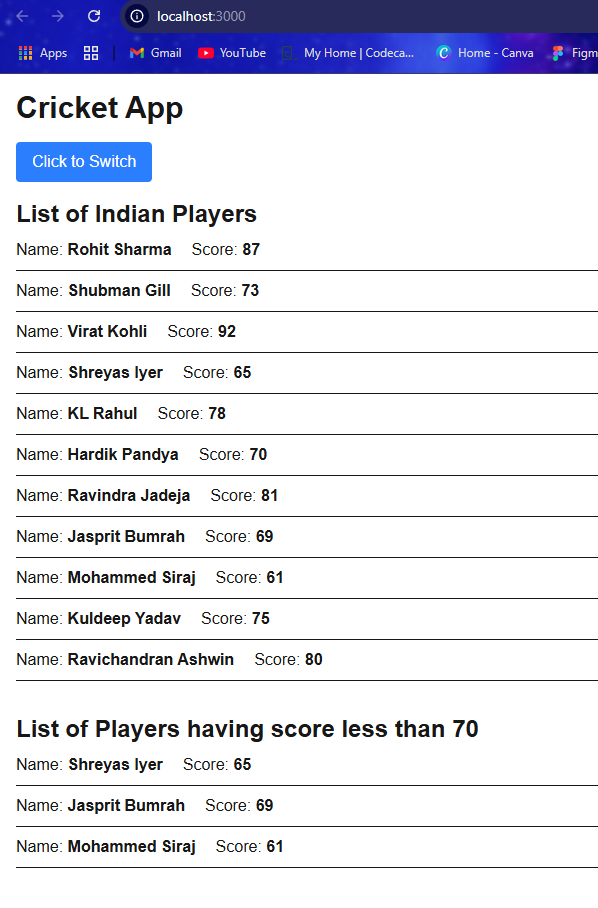 localhost:3000
Apps Gmail YouTube My Home | Codeca... Home - Canva Figm
Cricket App
Click to Switch
List of Indian Players
Name: Rohit Sharma Score: 87
Name: Shubman Gill Score: 73
Name: Virat Kohli Score: 92
Name: Shreyas Iyer Score: 65
Name: KL Rahul Score: 78
Name: Hardik Pandya Score: 70
Name: Ravindra Jadeja Score: 81
Name: Jasprit Bumrah Score: 69
Name: Mohammed Siraj Score: 61
Name: Kuldeep Yadav Score: 75
Name: Ravichandran Ashwin Score: 80
List of Players having score less than 70
Name: Shreyas Iyer Score: 65
Name: Jasprit Bumrah Score: 69
Name: Mohammed Siraj Score: 61